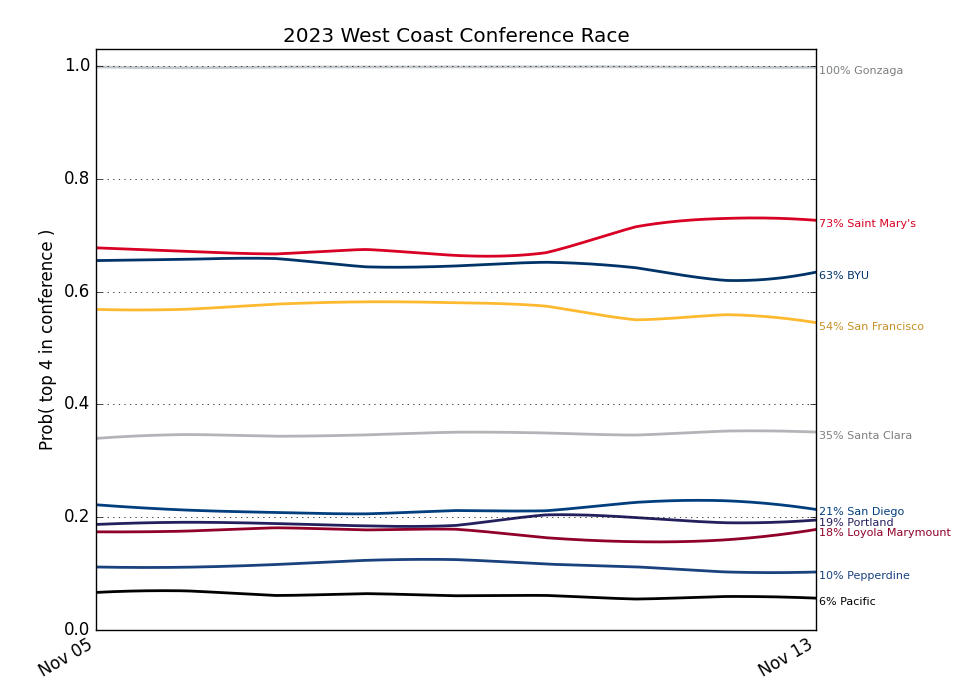 2023 West Coast Conference Race
Prob( top 4 in conference )
1.0
0.8
0.6
0.4
0.2
0.0
Nov 05
Nov 13
100% Gonzaga
73% Saint Mary's
63% BYU
54% San Francisco
35% Santa Clara
21% San Diego
19% Portland
18% Loyola Marymount
10% Pepperdine
6% Pacific